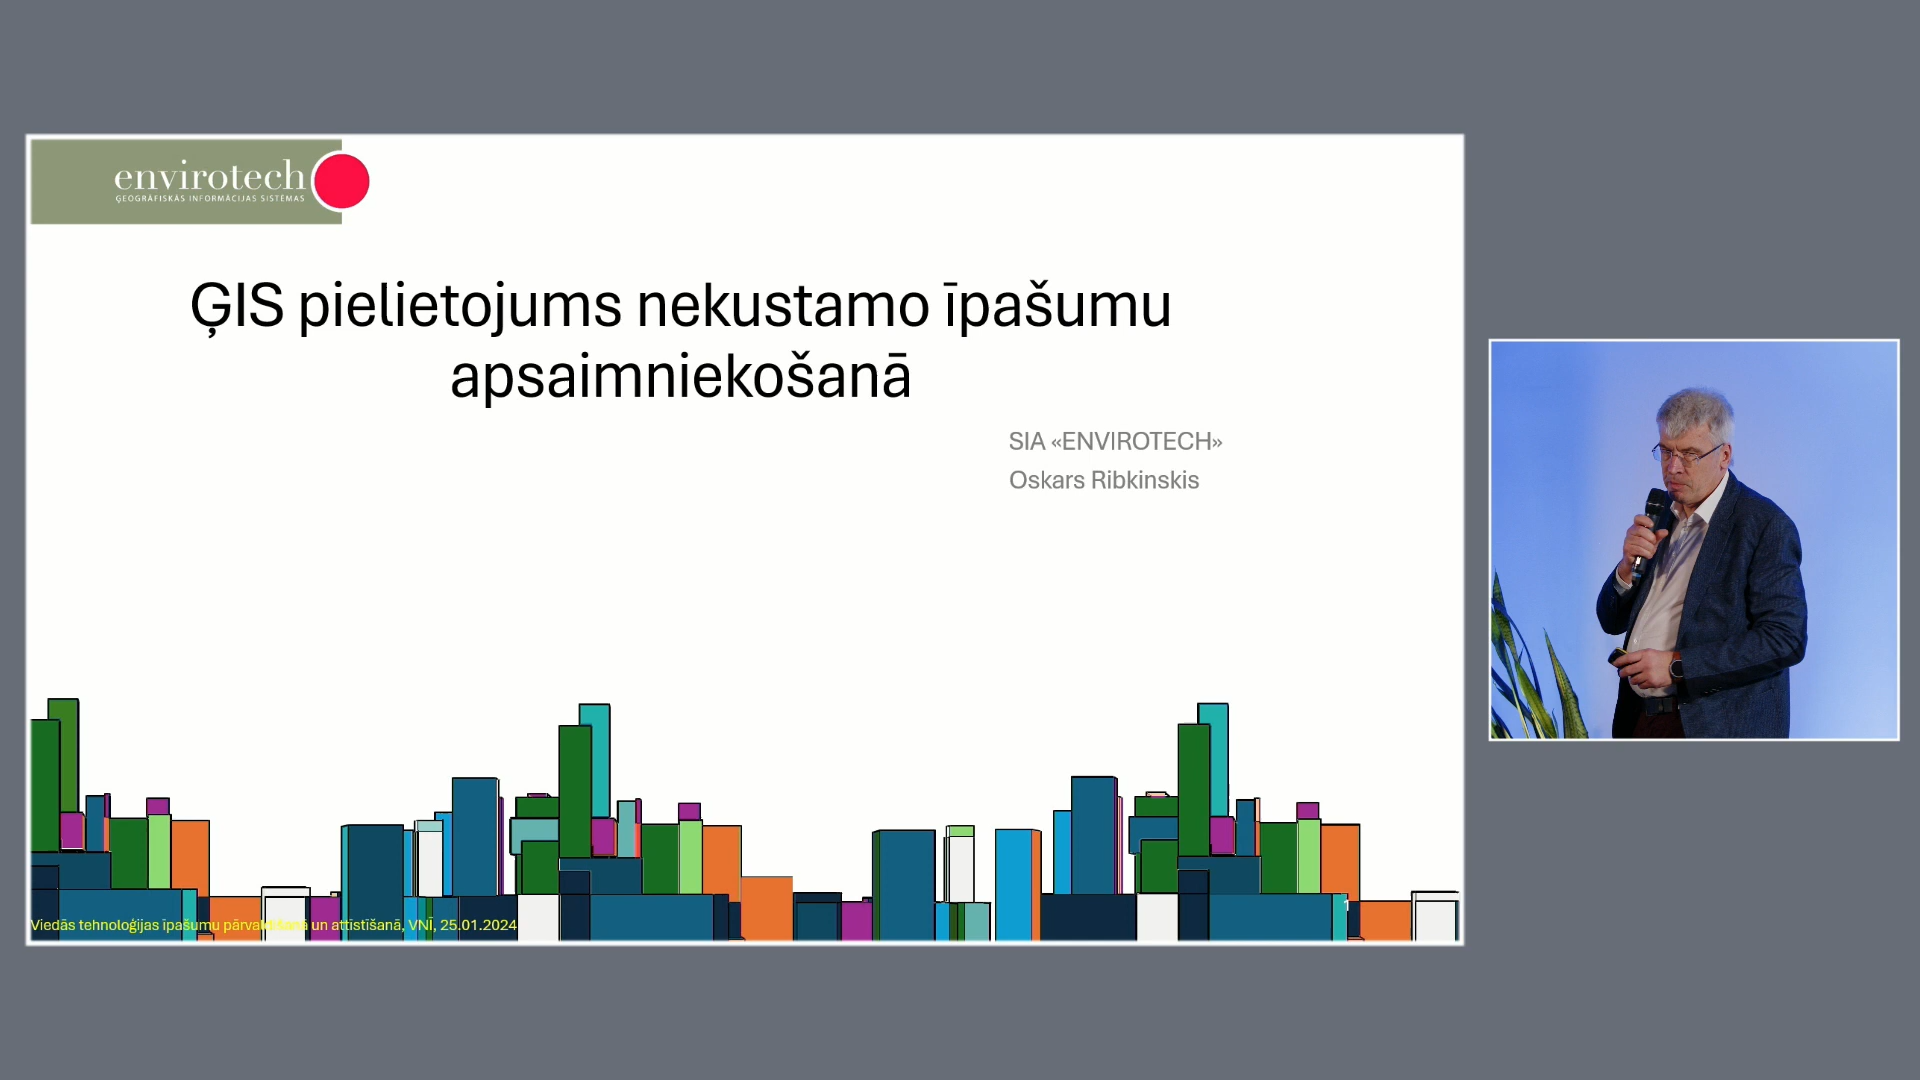 envirotech
ĢEOGRĀFISKĀS INFORMĀCIJAS SISTĒMAS
ĢIS pielietojums nekustamo īpašumu
apsaimniekošanā
SIA «ENVIROTECH»
Oskars Ribkinskis
Viedās tehnoloģijas īpašumu pārvaldīšanā un attīstīšanā, VNĪ, 25.01.2024
1